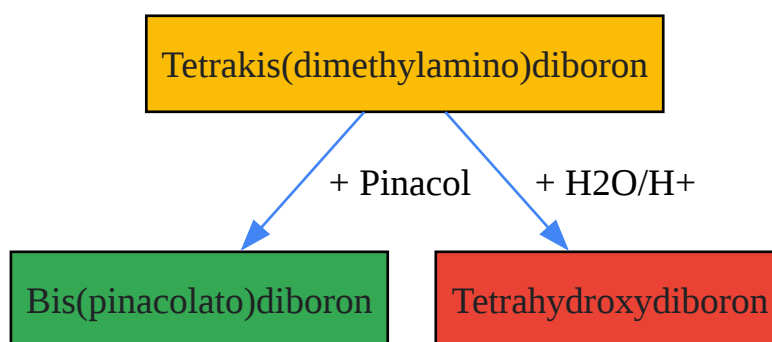 Tetrakis(dimethylamino)diboron
+ Pinacol
+ H2O/H+
Bis(pinacolato)diboron
Tetrahydroxydiboron